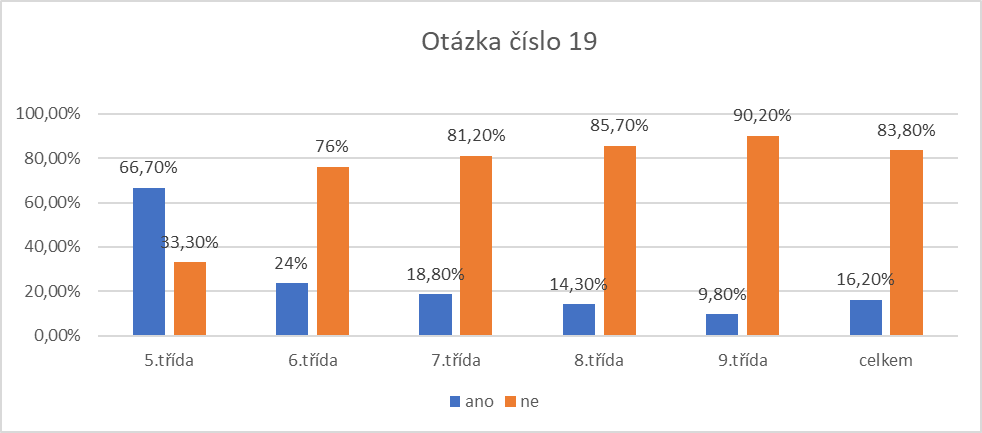 Otázka číslo 19
100,00%
80,00%
60,00%
40,00%
20,00%
0,00%
66,70%
33,30%
24%
76%
18,80%
81,20%
14,30%
85,70%
9,80%
90,20%
16,20%
83,80%
5.třída
6.třída
7.třída
8.třída
9.třída
celkem
ano
ne